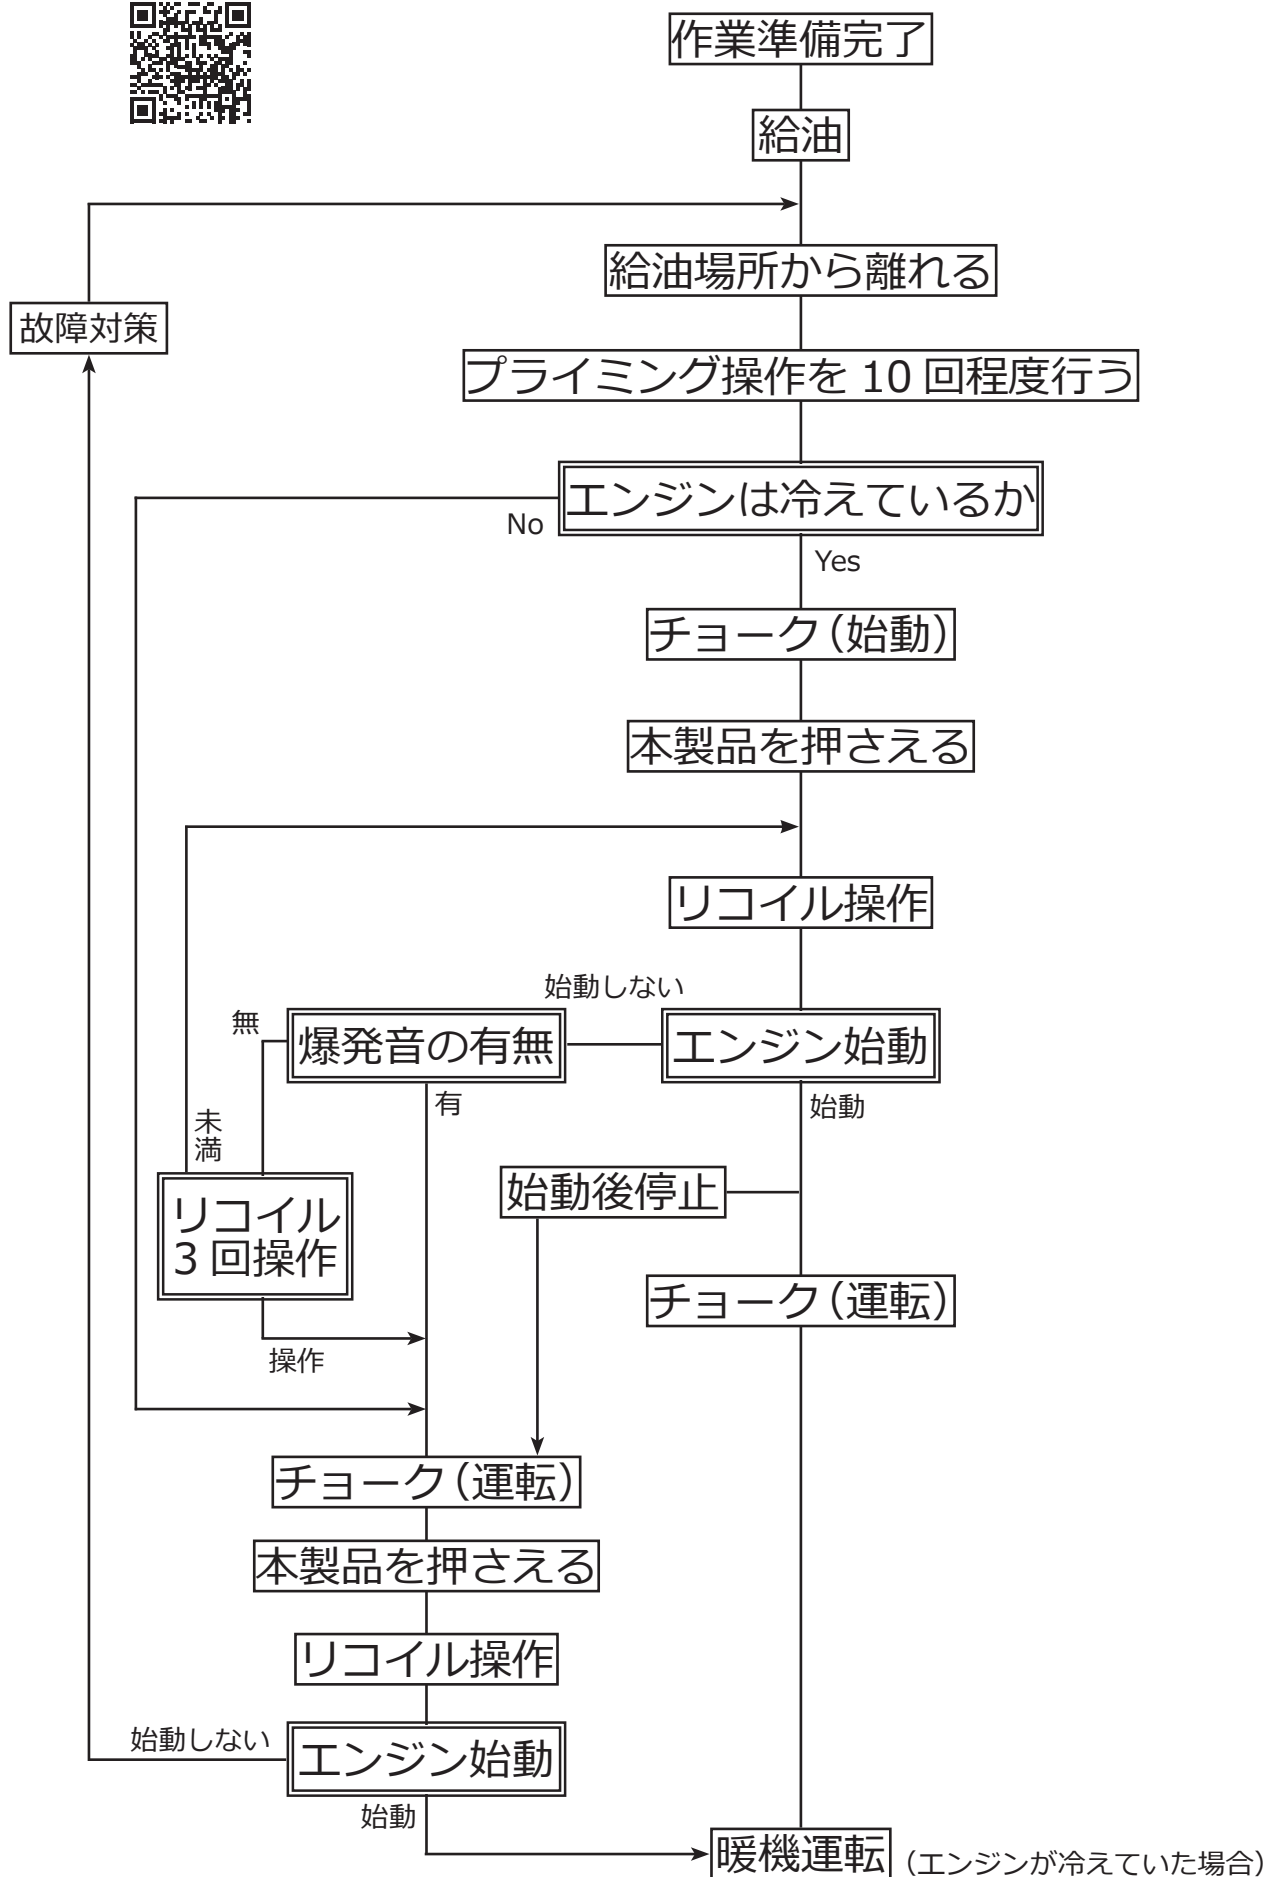 作業準備完了
給油
給油場所から離れる
故障対策
プライミング操作を 10 回程度行う
エンジンは冷えているか
No
Yes
チョーク（始動）
本製品を押さえる
リコイル操作
始動しない
無
爆発音の有無
エンジン始動
有
始動
未満
始動後停止
リコイル
3 回操作
チョーク（運転）
操作
チョーク（運転）
本製品を押さえる
リコイル操作
始動しない
エンジン始動
始動
暖機運転
（エンジンが冷えていた場合）